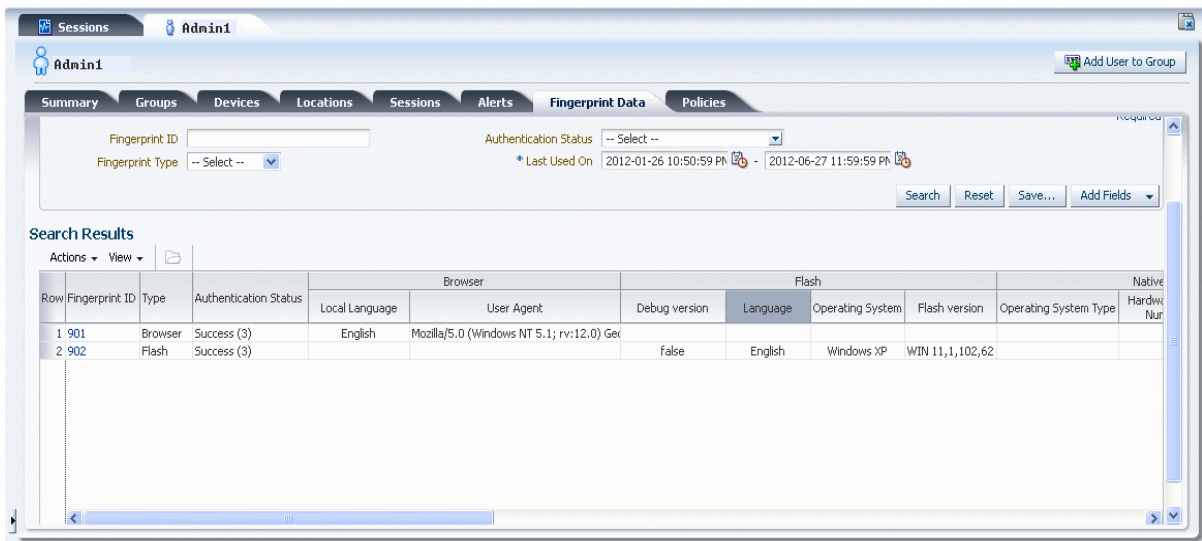 Sessions Admin1
Admin1 Add User to Group
Summary Groups Devices Locations Sessions Alerts Fingerprint Data Policies
Required
Fingerprint ID Authentication Status -- Select --
Fingerprint Type -- Select -- * Last Used On 2012-01-26 10:50:59 PM - 2012-06-27 11:59:59 PM
Search Reset Save... Add Fields
Search Results
Actions View
Browser Flash Native
Row Fingerprint ID Type Authentication Status Local Language User Agent Debug version Language Operating System Flash version Operating System Type Hardwa
Nur
1 901 Browser Success (3) English Mozilla/5.0 (Windows NT 5.1; rv:12.0) Gec
2 902 Flash Success (3) false English Windows XP WIN 11,1,102,62